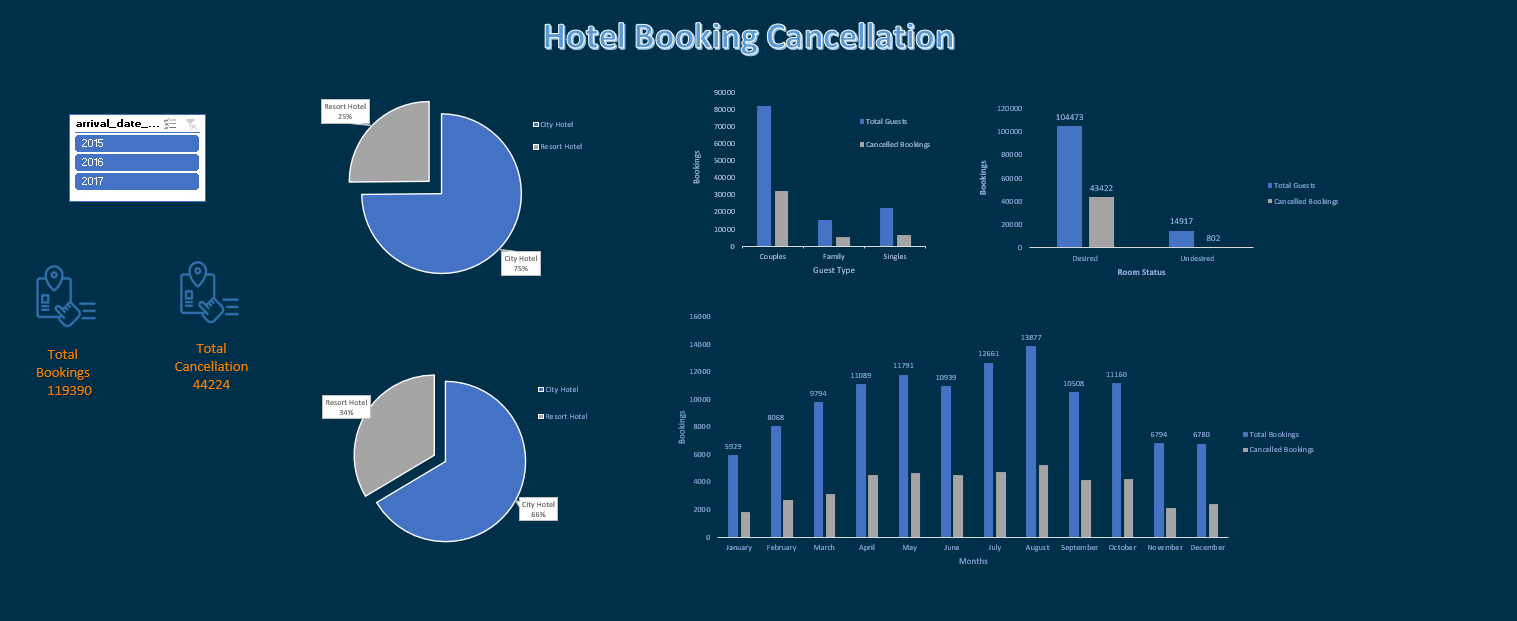 Hotel Booking Cancellation
arrival_date_...
2015
2016
2017
Total
Bookings
119390
Total
Cancellation
44224
Resort Hotel
25%
City Hotel
75%
City Hotel
Resort Hotel
Resort Hotel
34%
City Hotel
66%
City Hotel
Resort Hotel
90000
80000
70000
60000
50000
40000
30000
20000
10000
0
Bookings
Couples Family Singles
Guest Type
Total Guests
Cancelled Bookings
120000
100000
80000
60000
40000
20000
0
Bookings
104473
43422
14917
802
Desired Undesired
Room Status
Total Guests
Cancelled Bookings
16000
14000
12000
10000
8000
6000
4000
2000
0
Bookings
5929 8068 9794 11089 11791 10939 12661 13877 10508 11160 6794 6780
January February March April May June July August September October November December
Months
Total Bookings
Cancelled Bookings